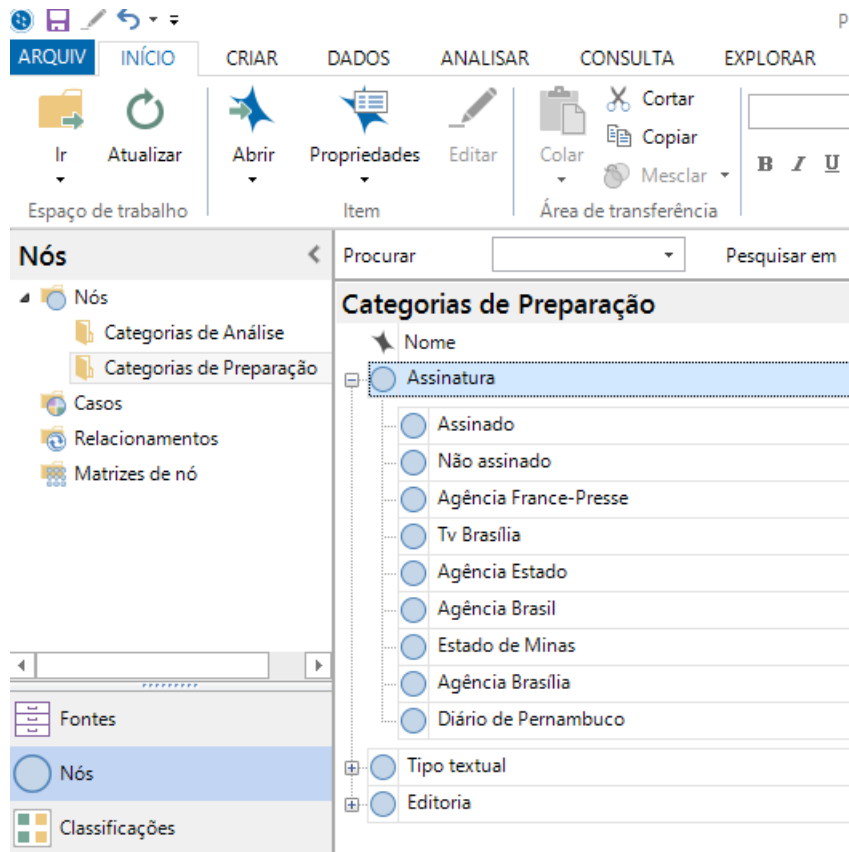 P
ARQUIV INÍCIO CRIAR DADOS ANALISAR CONSULTA EXPLORAR
Cortar
Copiar
Ir Atualizar Abrir Propriedades Editar Colar Mesclar B I U
Espaço de trabalho Item Área de transferência
Nós Procurar Pesquisar em
Nós
Categorias de Análise
Categorias de Preparação
Casos
Relacionamentos
Matrizes de nó
Categorias de Preparação
Nome
Assinatura
Assinado
Não assinado
Agência France-Presse
Tv Brasília
Agência Estado
Agência Brasil
Estado de Minas
Agência Brasília
Diário de Pernambuco
Tipo textual
Editoria
Fontes
Nós
Classificações